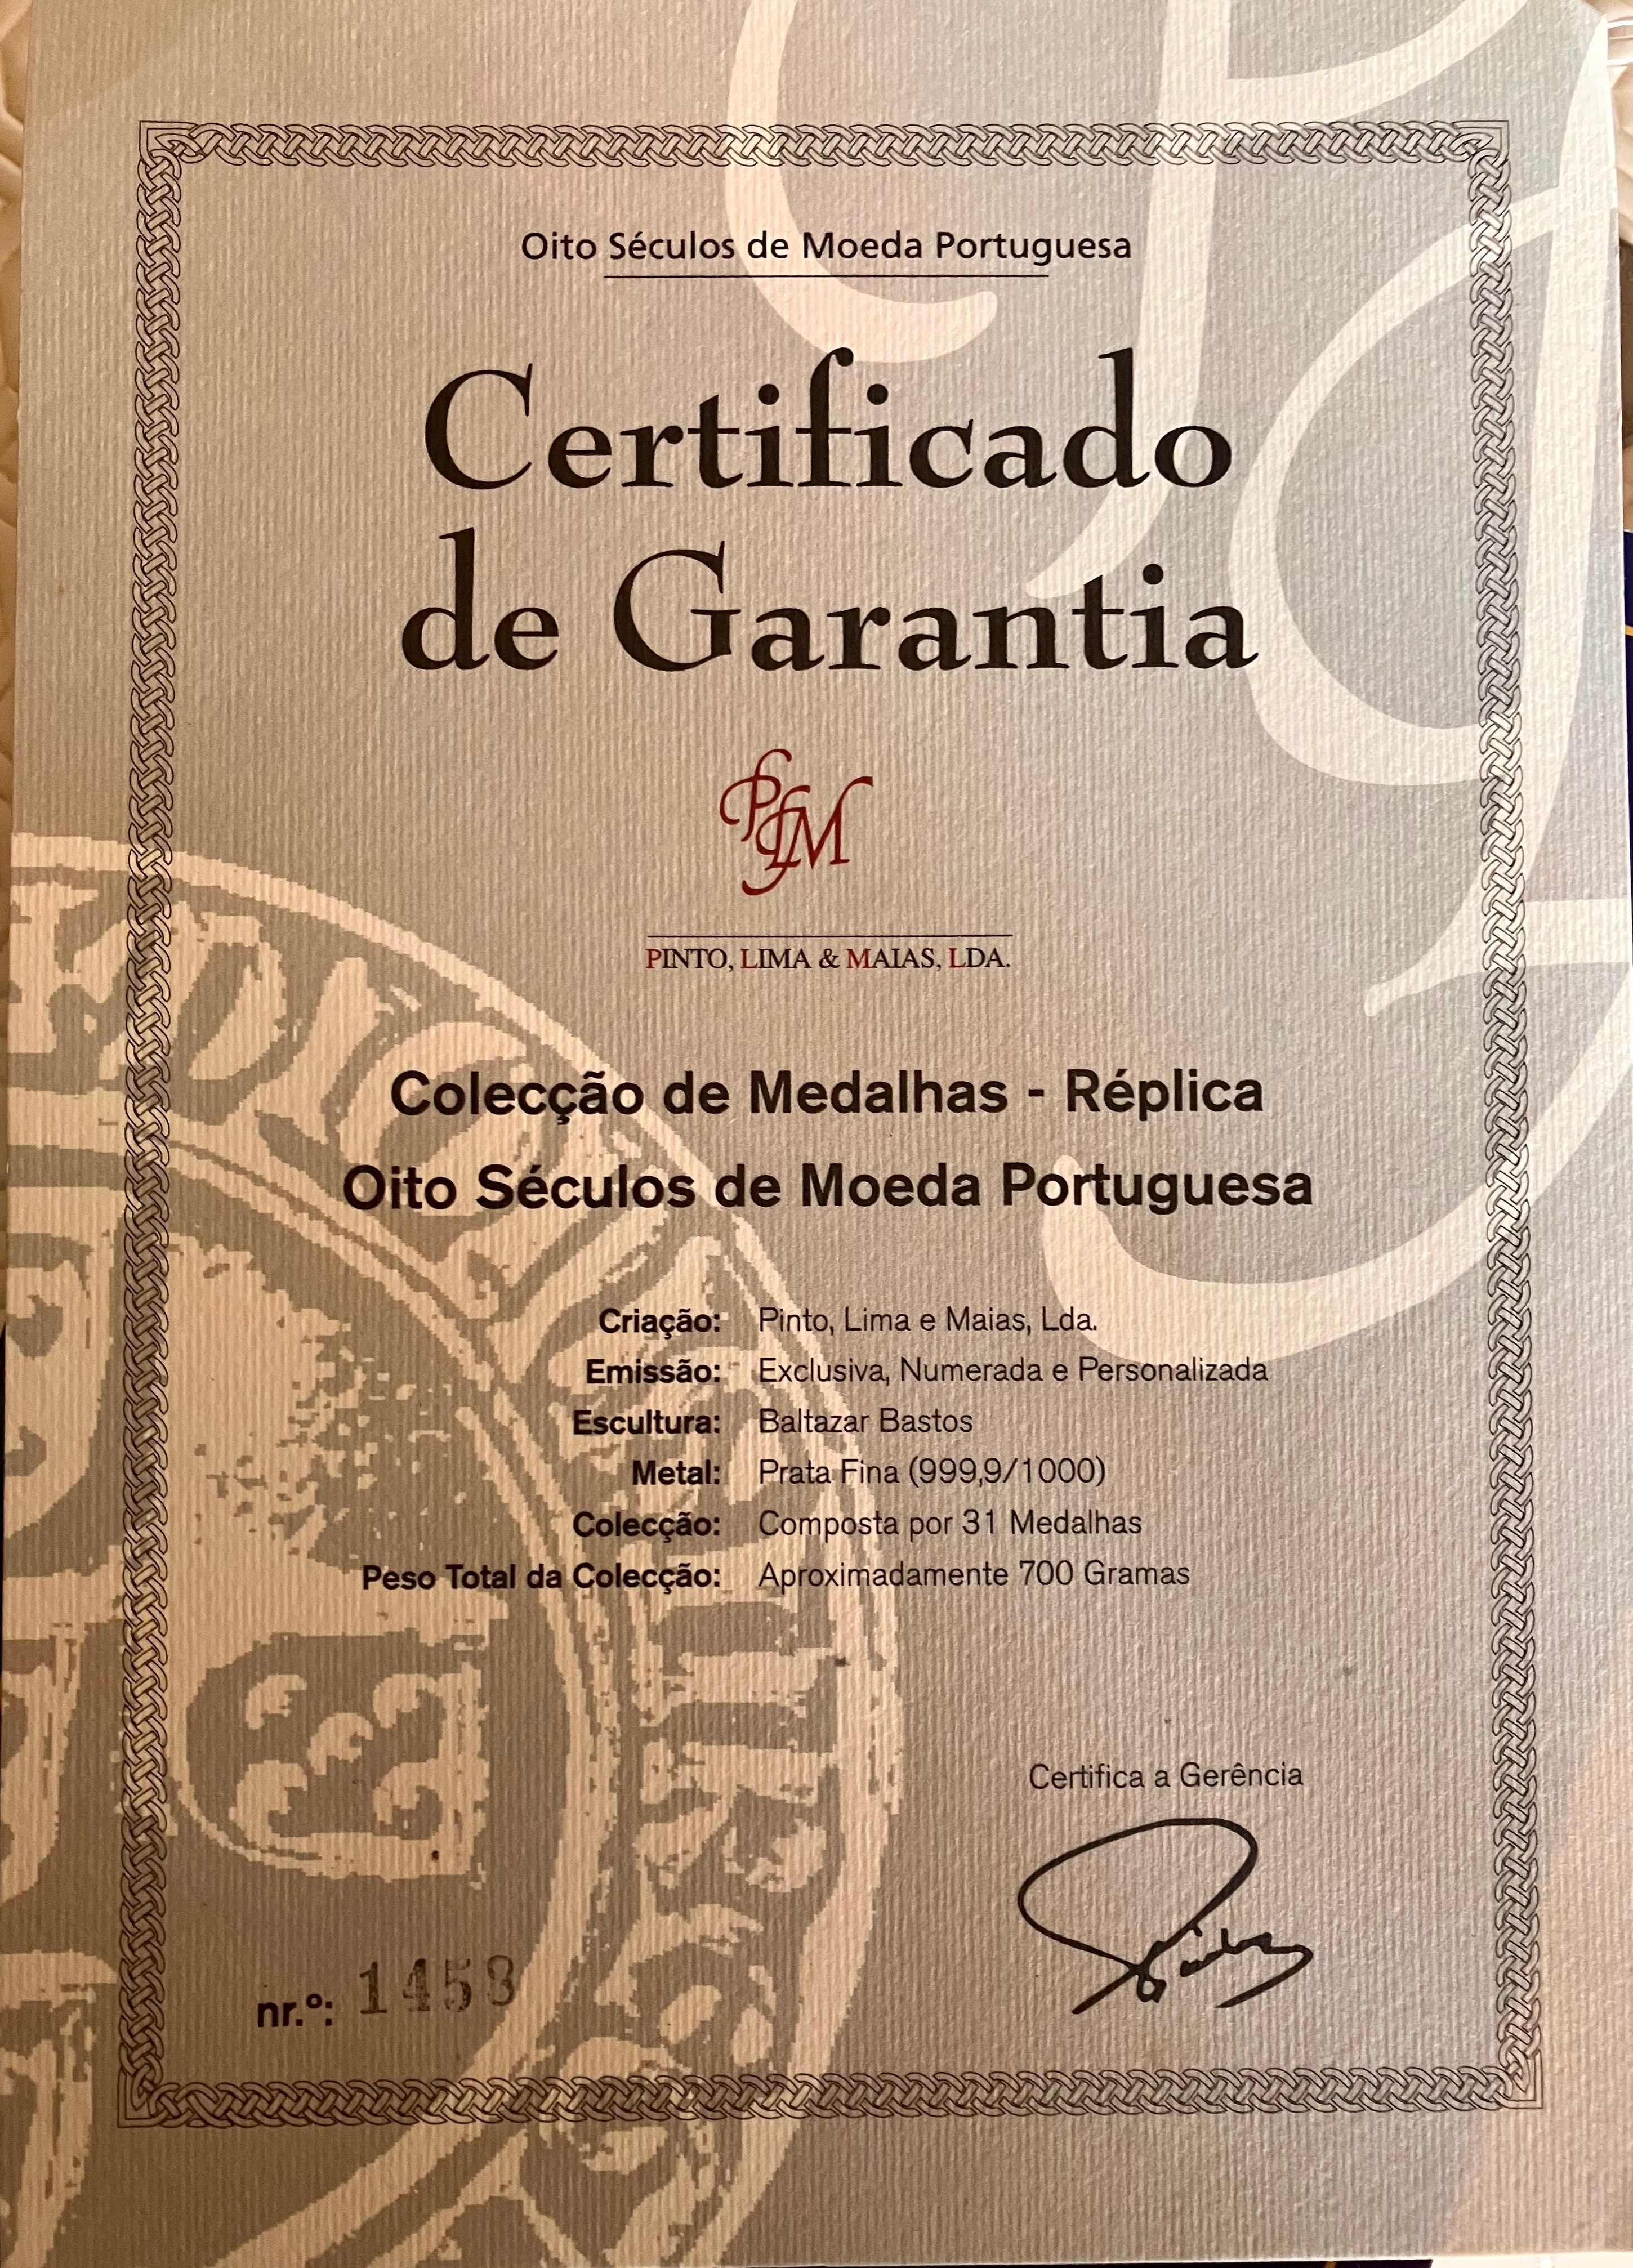 Oito Séculos de Moeda Portuguesa
Certificado
de Garantia
PLM
PINTO, LIMA & MAIAS, LDA.
Colecção de Medalhas - Réplica
Oito Séculos de Moeda Portuguesa
Criação: Pinto, Lima e Maias, Lda.
Emissão: Exclusiva, Numerada e Personalizada
Escultura: Baltazar Bastos
Metal: Prata Fina (999,9/1000)
Colecção: Composta por 31 Medalhas
Peso Total da Colecção: Aproximadamente 700 Gramas
Certifica a Gerência
nr.º: 1458